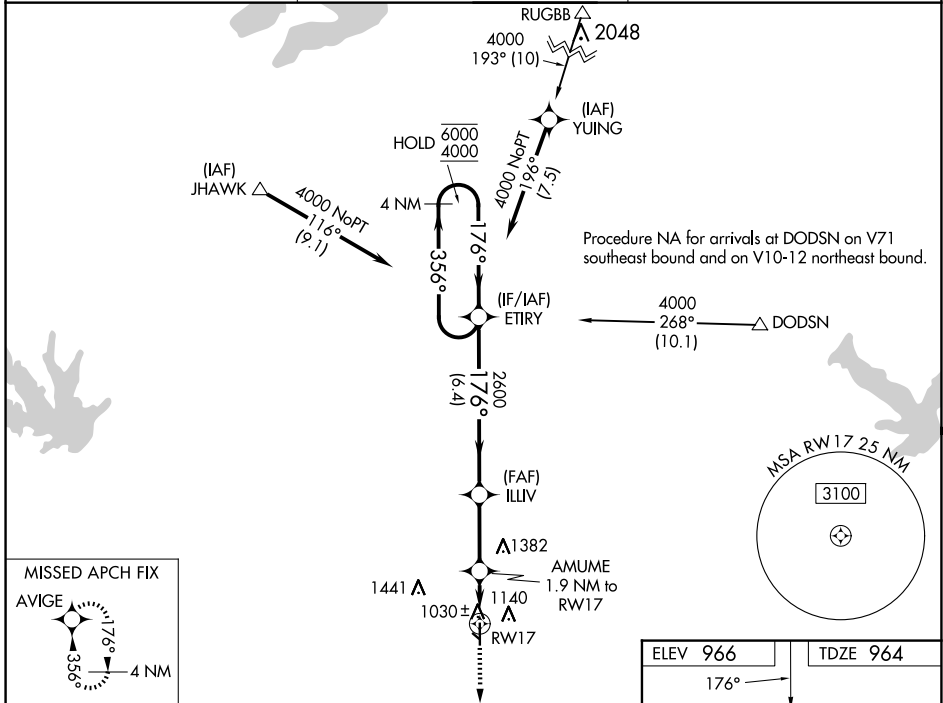 RUGBB
2048
4000
193° (10)
(IAF)
YUING
HOLD 6000
4000
4000 NoPT
196°
(7.5)
(IAF)
JHAWK
4 NM
4000 NoPT
116°
(9.1)
176°
356°
Procedure NA for arrivals at DODSN on V71
southeast bound and on V10-12 northeast bound.
(IF/IAF)
ETIRY
4000
268°
(10.1)
DODSN
2600
176°
(6.4)
MSA RW17 25 NM
3100
(FAF)
ILLIV
1382
AMUME
1.9 NM to
RW17
1441
1140
1030 ±
RW17
MISSED APCH FIX
AVIGE
176°
356°
4 NM
ELEV 966
TDZE 964
176°